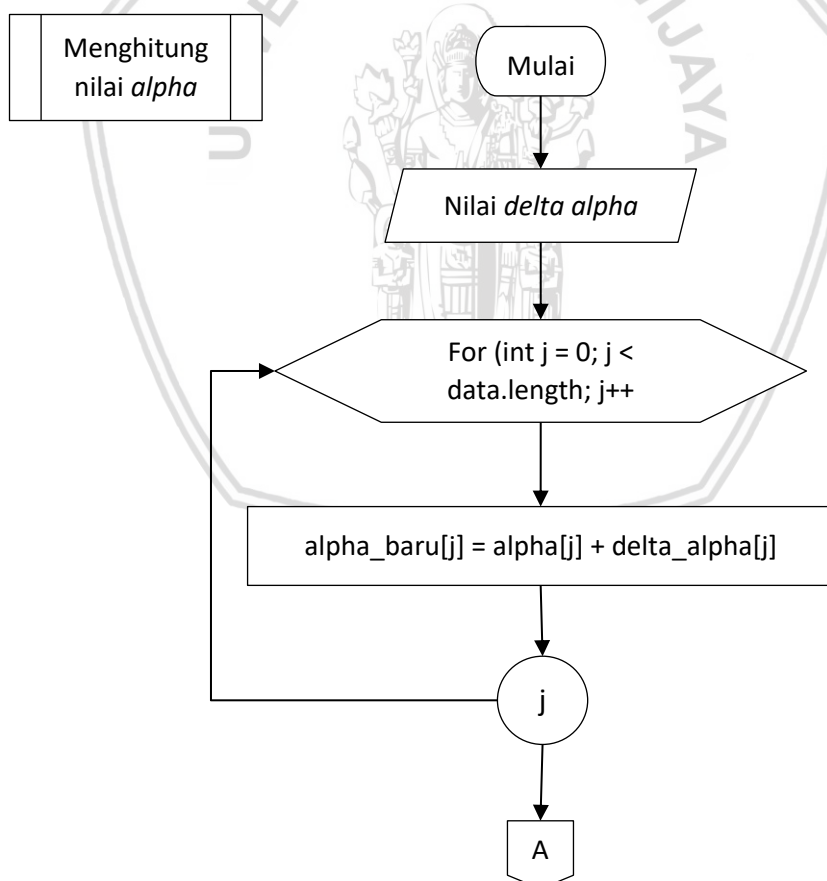 Menghitung
nilai alpha
Mulai
Nilai delta alpha
For (int j = 0; j <
data.length; j++
alpha_baru[j] = alpha[j] + delta_alpha[j]
j
A